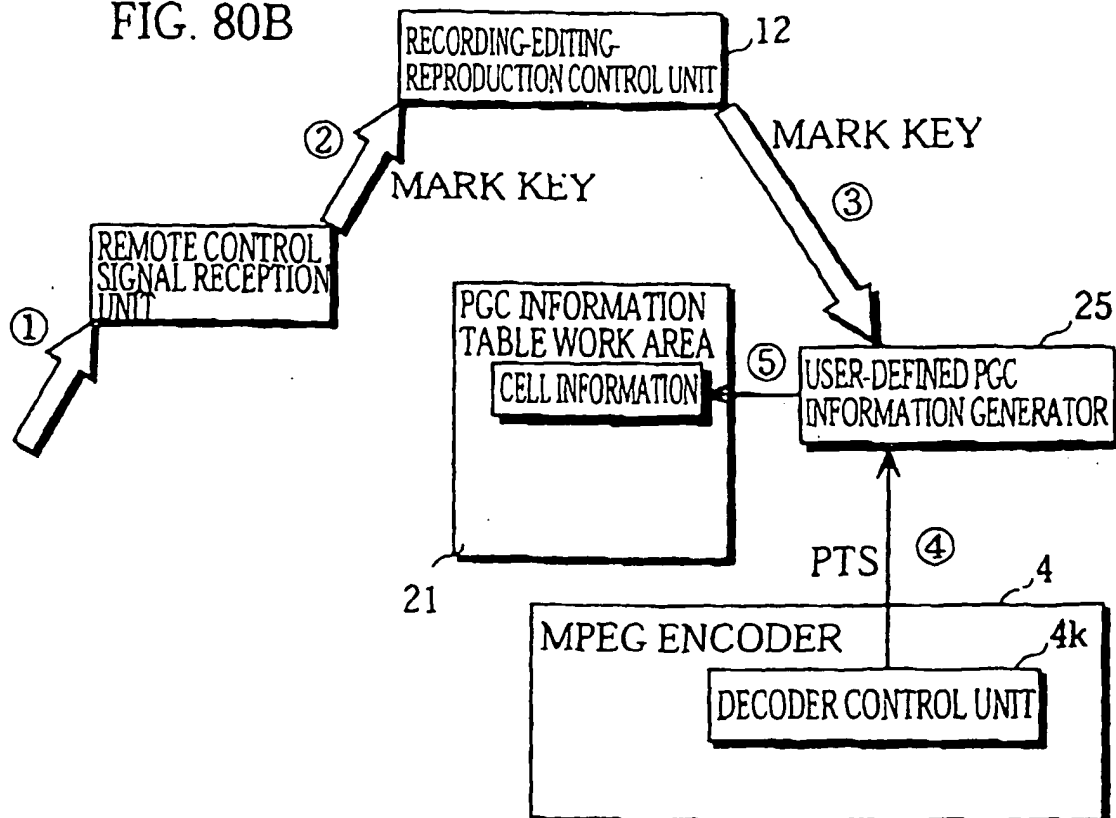 FIG. 80B
RECORDING-EDITING-
REPRODUCTION CONTROL UNIT
12
②
MARK KEY
MARK KEY
③
REMOTE CONTROL
SIGNAL RECEPTION
UNIT
①
PGC INFORMATION
TABLE WORK AREA
CELL INFORMATION
21
⑤
25
USER-DEFINED PGC
INFORMATION GENERATOR
PTS
④
4
MPEG ENCODER
4k
DECODER CONTROL UNIT